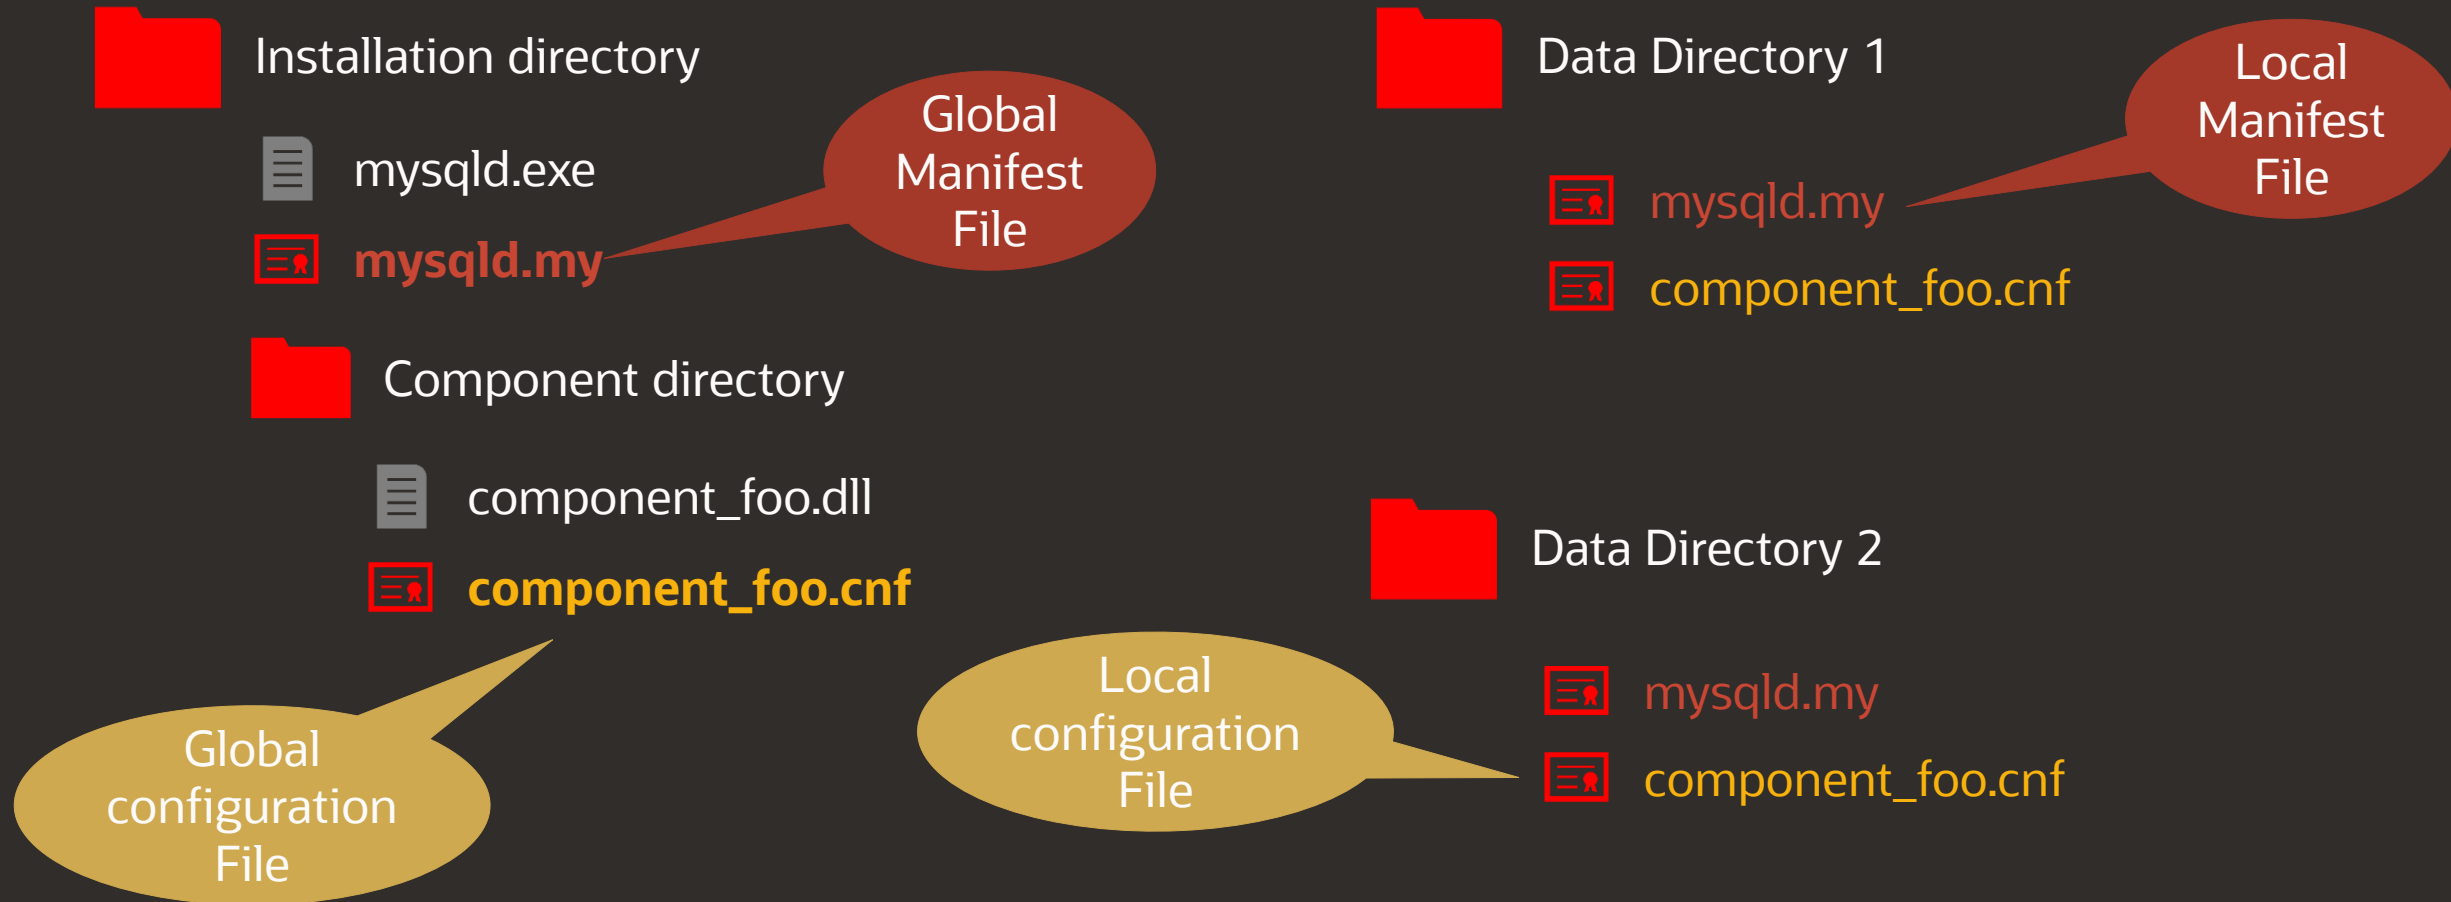 Installation directory
mysqld.exe
mysqld.my
Global
Manifest
File
Component directory
component_foo.dll
component_foo.cnf
Global
configuration
File
Data Directory 1
Local
Manifest
File
mysqld.my
component_foo.cnf
Data Directory 2
Local
configuration
File
mysqld.my
component_foo.cnf